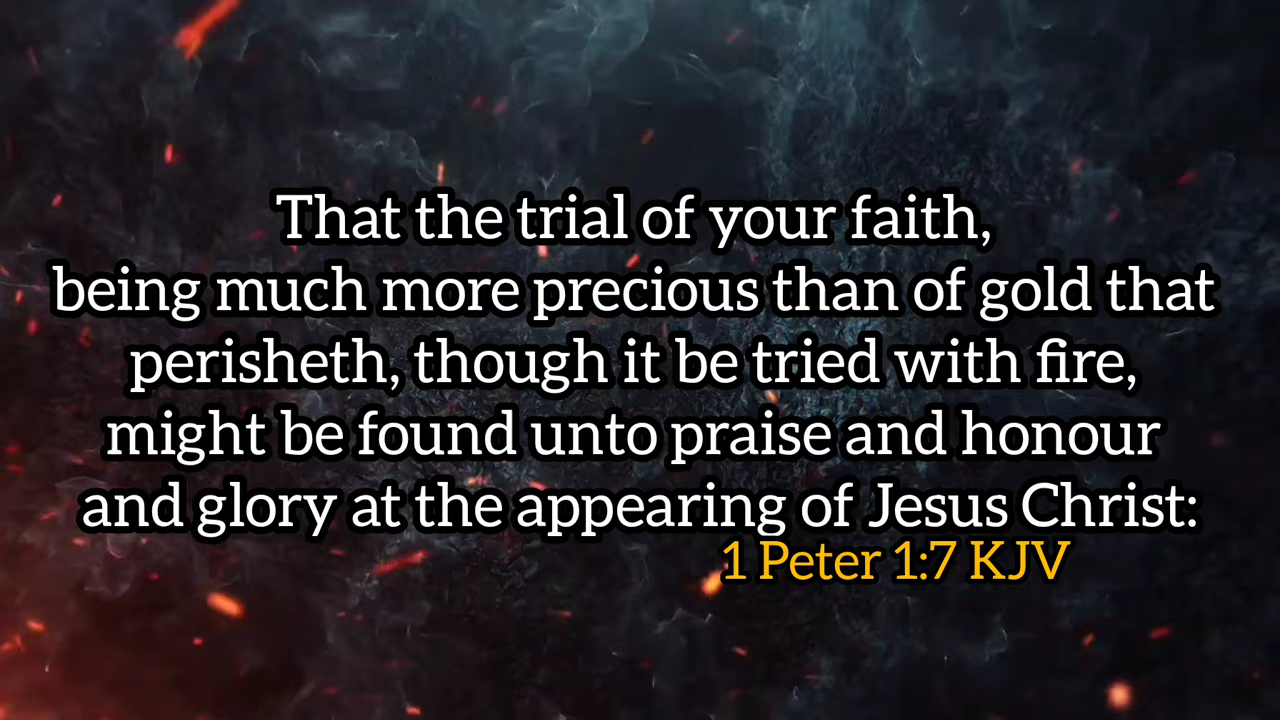 That the trial of your faith,
being much more precious than of gold that
perisheth, though it be tried with fire,
might be found unto praise and honour
and glory at the appearing of Jesus Christ:
1 Peter 1:7 KJV